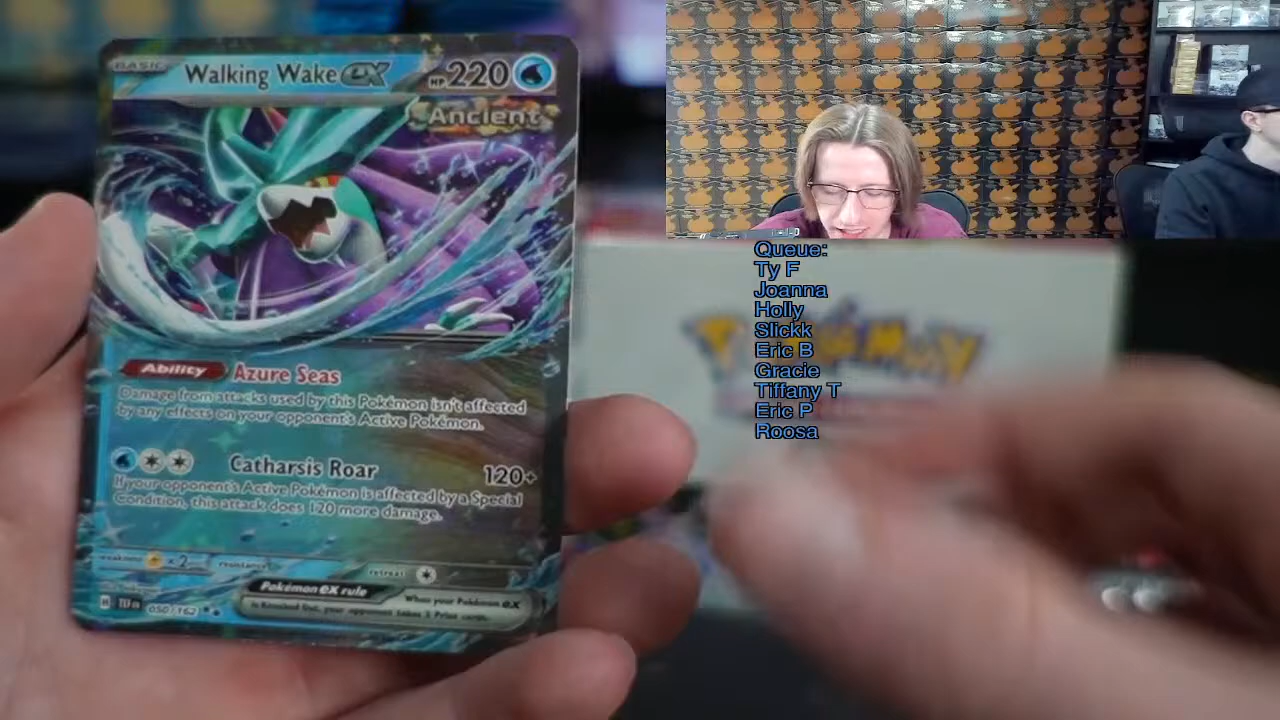 BASIC Walking Wake ex HP 220
Ancient
Ability Azure Seas
Damage from attacks used by this Pokémon isn't affected
by any effects on your opponent's Active Pokémon.
Catharsis Roar 120+
If your opponent's Active Pokémon is affected by a Special
Condition, this attack does 120 more damage.
weakness x2 resistance retreat
Pokémon ex rule When your Pokémon ex
is Knocked Out, your opponent takes 2 Prize cards.
H TEF EN 050/162
Queue:
Ty F
Joanna
Holly
Slickk
Eric B
Gracie
Tiffany T
Eric P
Roosa
POKéMON